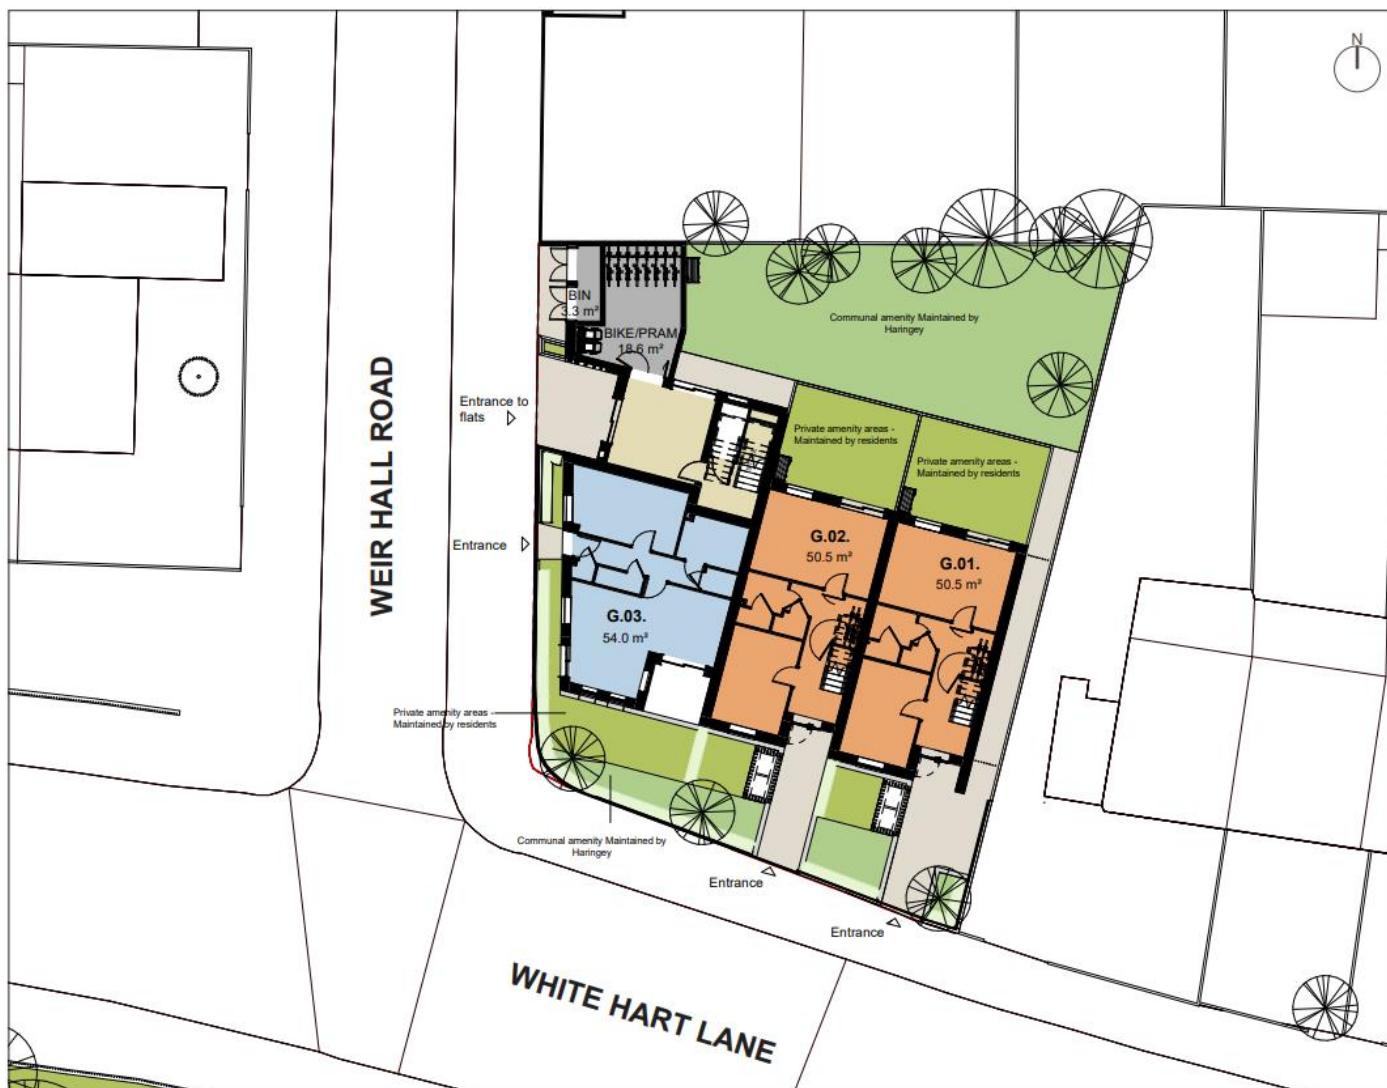 N
BIN
3.3 m²
BIKE/PRAM
18.6 m²
Communal amenity Maintained by
Haringey
WEIR HALL ROAD
Entrance to
flats
Private amenity areas -
Maintained by residents
Private amenity areas -
Maintained by residents
Entrance
G.02.
50.5 m²
G.01.
50.5 m²
G.03.
54.0 m²
Private amenity areas -
Maintained by residents
Communal amenity Maintained by
Haringey
Entrance
Entrance
WHITE HART LANE